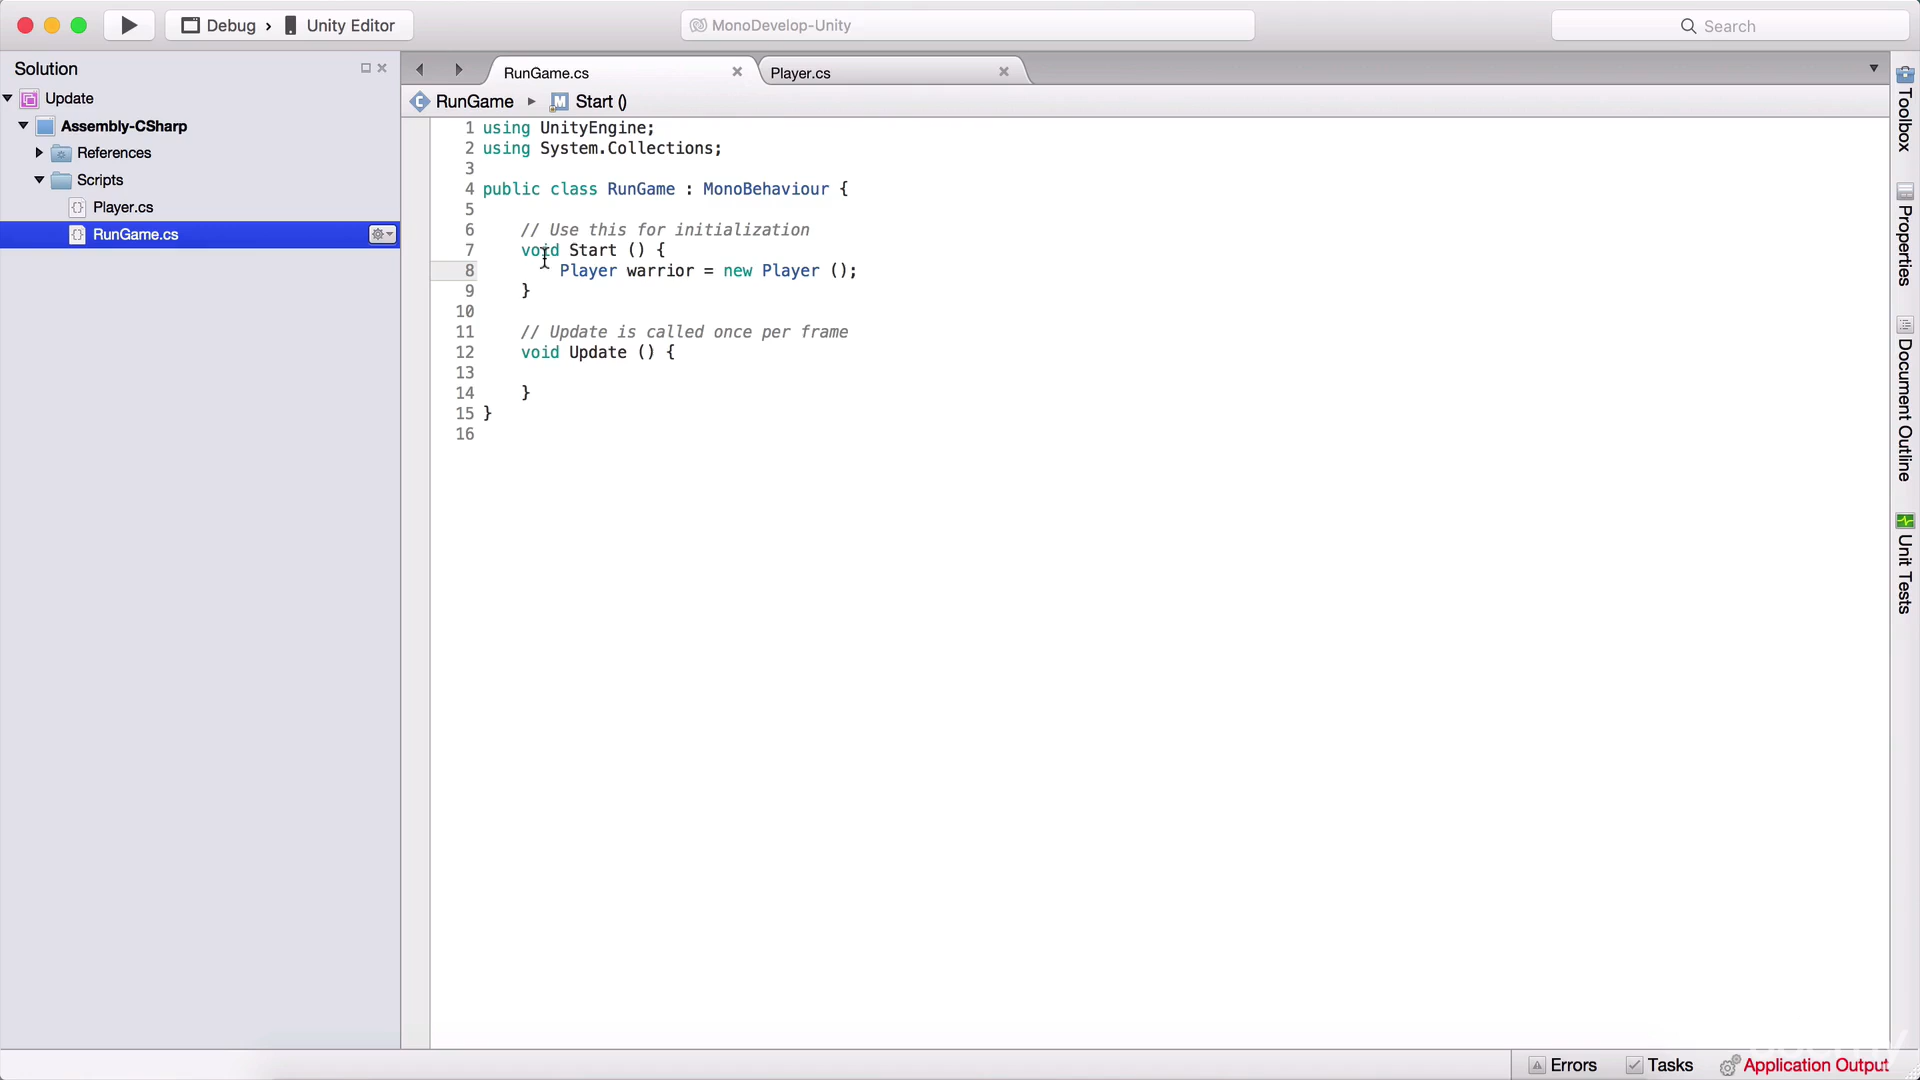 Debug
Unity Editor
MonoDevelop-Unity
Search
Solution
Update
Assembly-CSharp
References
Scripts
Player.cs
RunGame.cs
RunGame.cs
Player.cs
RunGame
Start ()
1 using UnityEngine;
2 using System.Collections;
3
4 public class RunGame : MonoBehaviour {
5
6 // Use this for initialization
7 void Start () {
8 Player warrior = new Player ();
9 }
10
11 // Update is called once per frame
12 void Update () {
13
14 }
15 }
16
Toolbox
Properties
Document Outline
Unit Tests
Errors
Tasks
Application Output